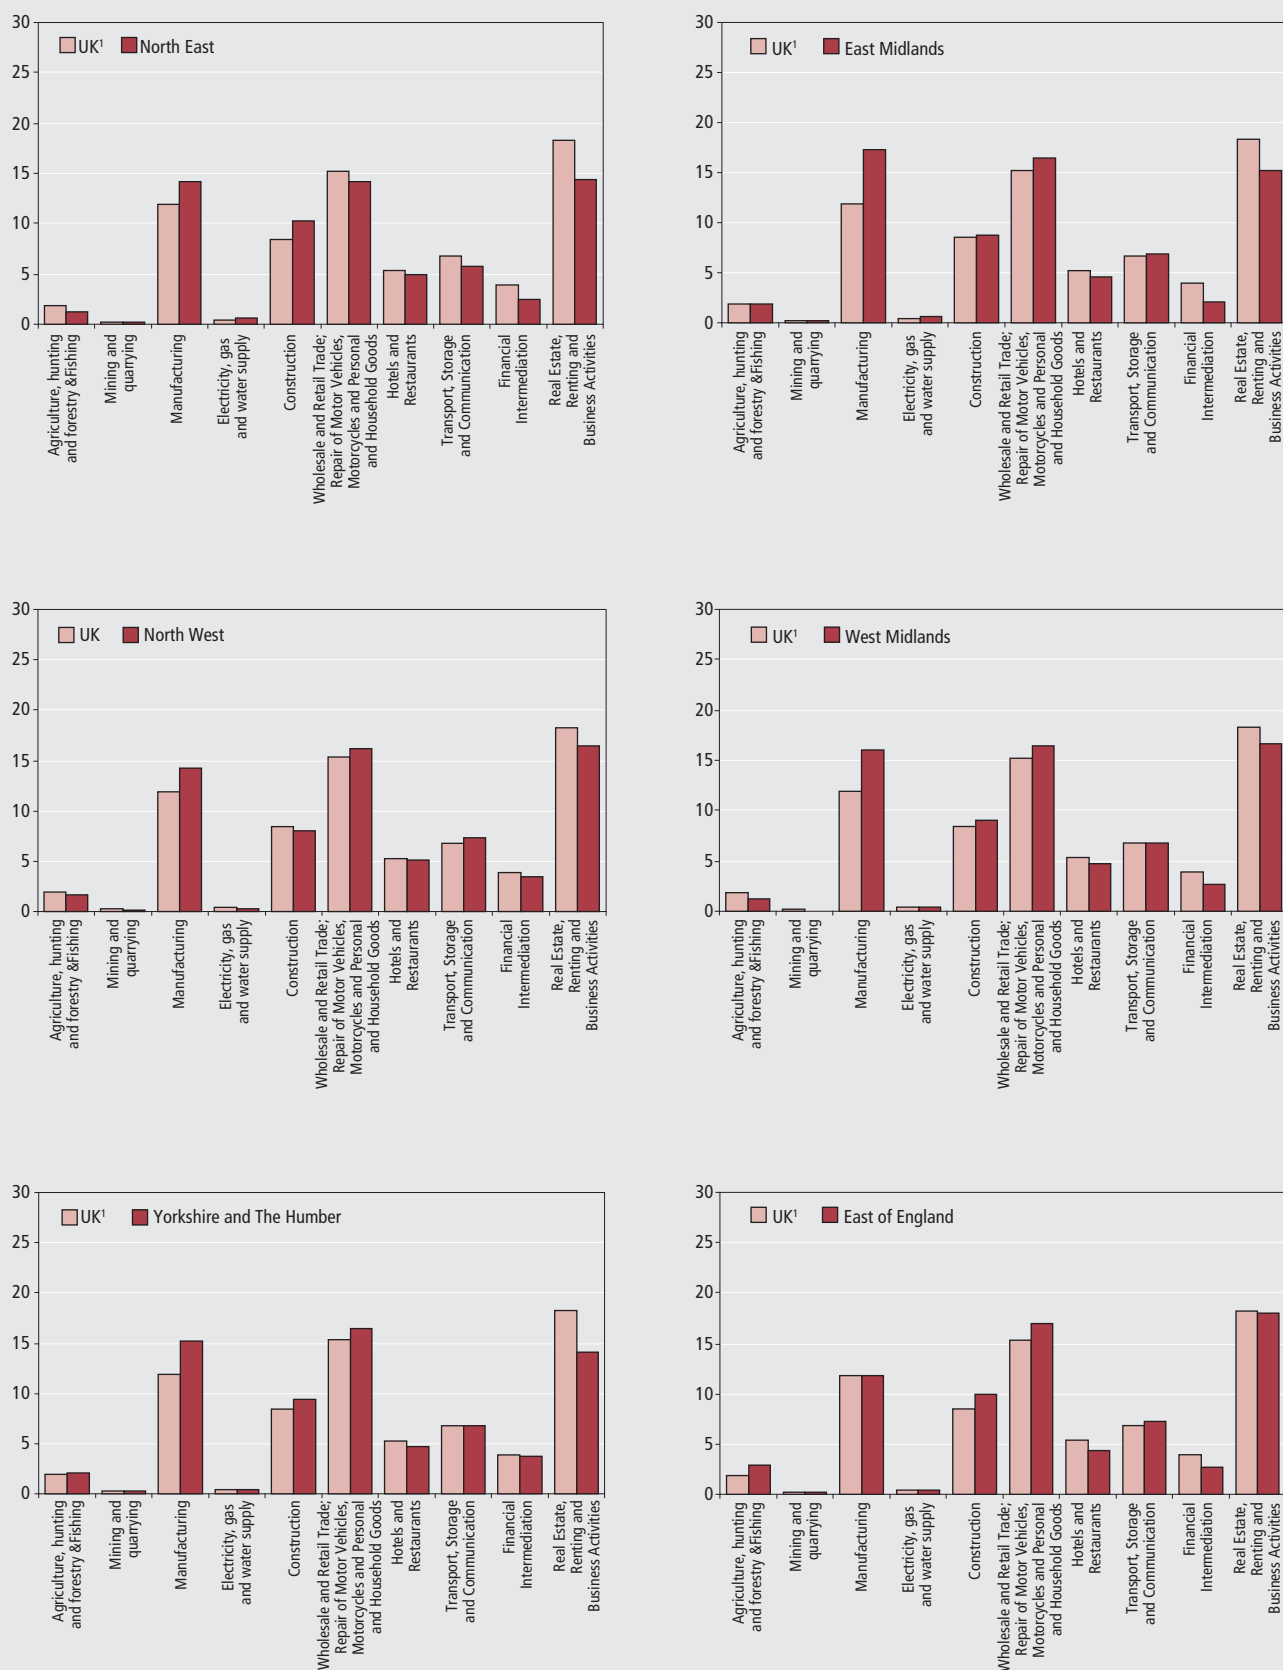 30
25
20
15
10
5
0
UK¹
North East
Agriculture, hunting
and forestry &Fishing
Mining and
quarrying
Manufacturing
Electricity, gas
and water supply
Construction
Wholesale and Retail Trade;
Repair of Motor Vehicles,
Motorcycles and Personal
and Household Goods
Hotels and
Restaurants
Transport, Storage
and Communication
Financial
Intermediation
Real Estate,
Renting and
Business Activities
30
25
20
15
10
5
0
UK¹
East Midlands
Agriculture, hunting
and forestry &Fishing
Mining and
quarrying
Manufacturing
Electricity, gas
and water supply
Construction
Wholesale and Retail Trade;
Repair of Motor Vehicles,
Motorcycles and Personal
and Household Goods
Hotels and
Restaurants
Transport, Storage
and Communication
Financial
Intermediation
Real Estate,
Renting and
Business Activities
30
25
20
15
10
5
0
UK
North West
Agriculture, hunting
and forestry &Fishing
Mining and
quarrying
Manufacturing
Electricity, gas
and water supply
Construction
Wholesale and Retail Trade;
Repair of Motor Vehicles,
Motorcycles and Personal
and Household Goods
Hotels and
Restaurants
Transport, Storage
and Communication
Financial
Intermediation
Real Estate,
Renting and
Business Activities
30
25
20
15
10
5
0
UK¹
West Midlands
Agriculture, hunting
and forestry &Fishing
Mining and
quarrying
Manufacturing
Electricity, gas
and water supply
Construction
Wholesale and Retail Trade;
Repair of Motor Vehicles,
Motorcycles and Personal
and Household Goods
Hotels and
Restaurants
Transport, Storage
and Communication
Financial
Intermediation
Real Estate,
Renting and
Business Activities
30
25
20
15
10
5
0
UK¹
Yorkshire and The Humber
Agriculture, hunting
and forestry &Fishing
Mining and
quarrying
Manufacturing
Electricity, gas
and water supply
Construction
Wholesale and Retail Trade;
Repair of Motor Vehicles,
Motorcycles and Personal
and Household Goods
Hotels and
Restaurants
Transport, Storage
and Communication
Financial
Intermediation
Real Estate,
Renting and
Business Activities
30
25
20
15
10
5
0
UK¹
East of England
Agriculture, hunting
and forestry &Fishing
Mining and
quarrying
Manufacturing
Electricity, gas
and water supply
Construction
Wholesale and Retail Trade;
Repair of Motor Vehicles,
Motorcycles and Personal
and Household Goods
Hotels and
Restaurants
Transport, Storage
and Communication
Financial
Intermediation
Real Estate,
Renting and
Business Activities